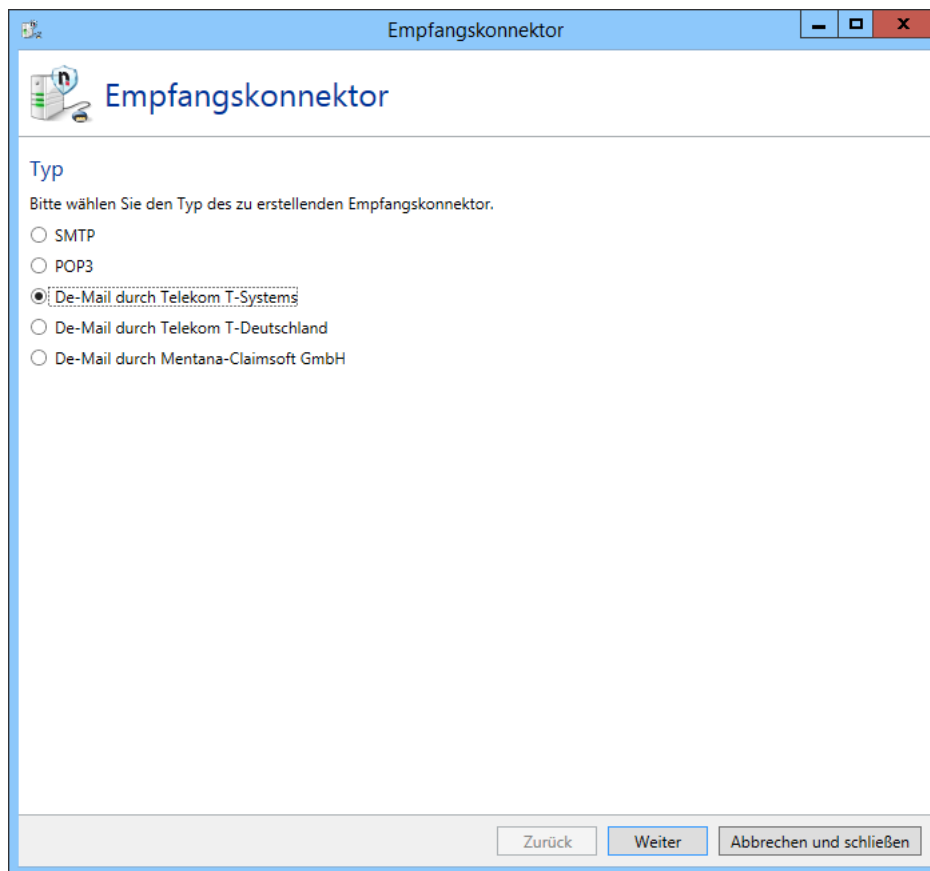 Empfangskonnektor
Empfangskonnektor
Typ
Bitte wählen Sie den Typ des zu erstellenden Empfangskonnektor.
SMTP
POP3
De-Mail durch Telekom T-Systems
De-Mail durch Telekom T-Deutschland
De-Mail durch Mentana-Claimsoft GmbH
Zurück Weiter Abbrechen und schließen